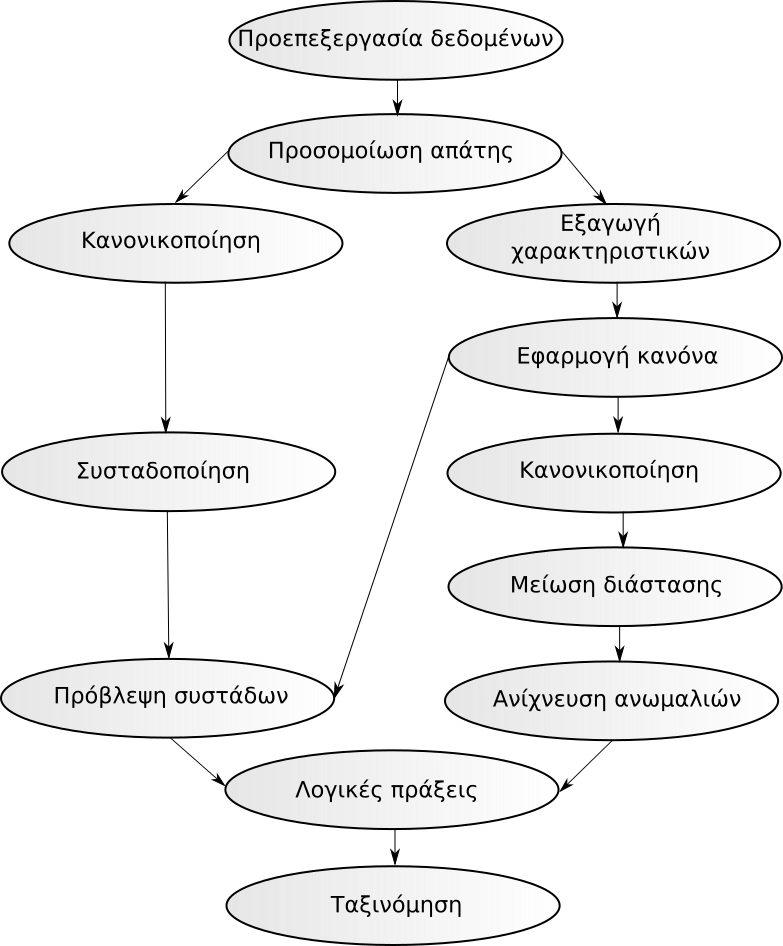 Προεπεξεργασία δεδομένων
Προσομοίωση απάτης
Κανονικοποίηση
Εξαγωγή
χαρακτηριστικών
Εφαρμογή κανόνα
Συσταδοποίηση
Κανονικοποίηση
Μείωση διάστασης
Πρόβλεψη συστάδων
Ανίχνευση ανωμαλιών
Λογικές πράξεις
Ταξινόμηση